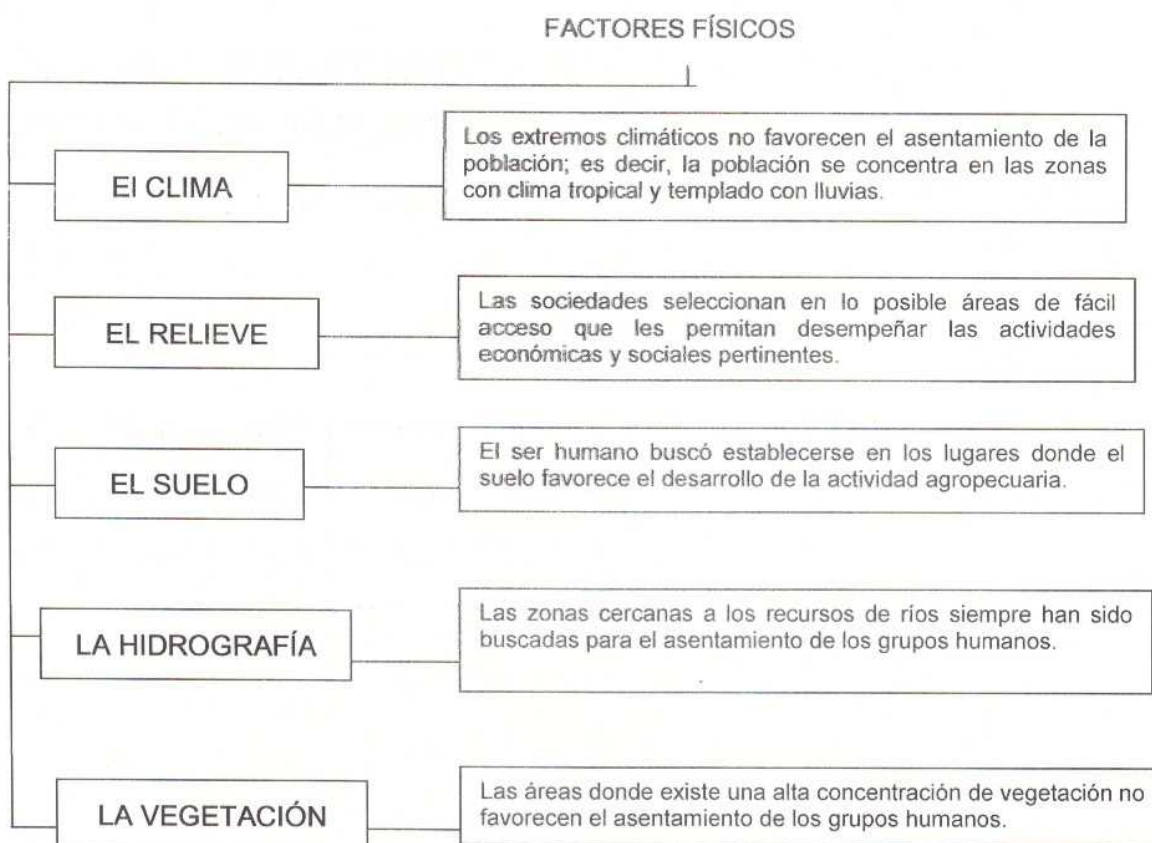 FACTORES FÍSICOS
El CLIMA
Los extremos climáticos no favorecen el asentamiento de la
población; es decir, la población se concentra en las zonas
con clima tropical y templado con lluvias.
EL RELIEVE
Las sociedades seleccionan en lo posible áreas de fácil
acceso que les permitan desempeñar las actividades
económicas y sociales pertinentes.
EL SUELO
El ser humano buscó establecerse en los lugares donde el
suelo favorece el desarrollo de la actividad agropecuaria.
LA HIDROGRAFÍA
Las zonas cercanas a los recursos de ríos siempre han sido
buscadas para el asentamiento de los grupos humanos.
LA VEGETACIÓN
Las áreas donde existe una alta concentración de vegetación no
favorecen el asentamiento de los grupos humanos.